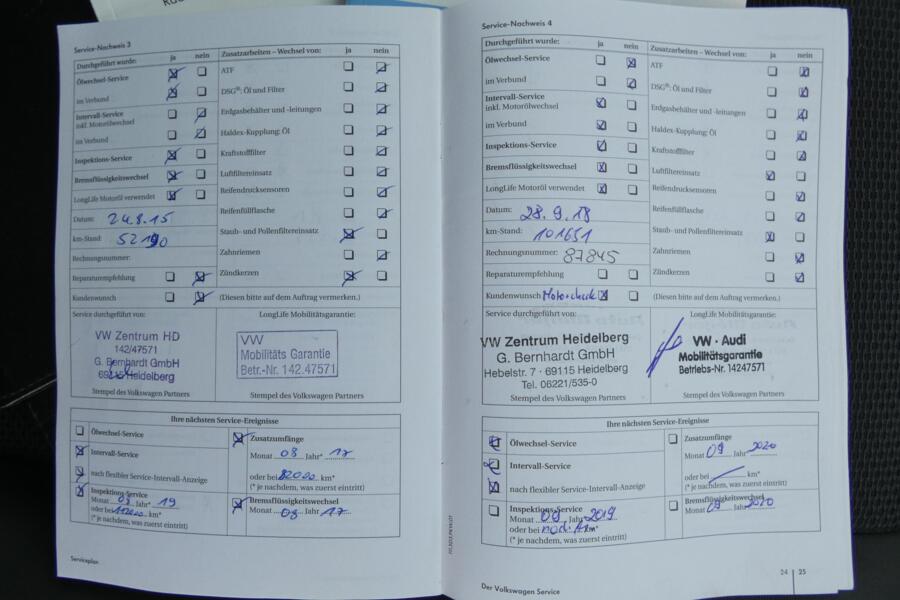 Service-Nachweis 3
Durchgeführt wurde: ja nein
Ölwechsel-Service
im Verbund
Intervall-Service
inkl. Motorölwechsel
im Verbund
Inspektions-Service
Bremsflüssigkeitswechsel
LongLife Motoröl verwendet
Datum: 24.8.15
km-Stand: 52190
Rechnungsnummer:
Reparaturempfehlung
Kundenwunsch
Zusatzarbeiten – Wechsel von: ja nein
ATF
DSG®: Öl und Filter
Erdgasbehälter und -leitungen
Haldex-Kupplung: Öl
Kraftstofffilter
Luftfiltereinsatz
Reifendrucksensoren
Reifenfüllflasche
Staub- und Pollenfiltereinsatz
Zahnriemen
Zündkerzen
(Diesen bitte auf dem Auftrag vermerken.)
Service durchgeführt von:
VW Zentrum HD
142/47571
G. Bernhardt GmbH
69115 Heidelberg
Stempel des Volkswagen Partners
LongLife Mobilitätsgarantie:
VW
Mobilitäts Garantie
Betr.-Nr. 142.47571
Stempel des Volkswagen Partners
Ihre nächsten Service-Ereignisse
Ölwechsel-Service
Intervall-Service
nach flexibler Service-Intervall-Anzeige
Inspektions-Service
Monat 08 Jahr* 19
oder bei km*
(* je nachdem, was zuerst eintritt)
Zusatzumfänge
Monat 08 Jahr* 17
oder bei 82000 km*
(* je nachdem, was zuerst eintritt)
Bremsflüssigkeitswechsel
Monat 08 Jahr 17
Serviceplan
Service-Nachweis 4
Durchgeführt wurde: ja nein
Ölwechsel-Service
im Verbund
Intervall-Service
inkl. Motorölwechsel
im Verbund
Inspektions-Service
Bremsflüssigkeitswechsel
LongLife Motoröl verwendet
Datum: 28.9.18
km-Stand: 101651
Rechnungsnummer: 87845
Reparaturempfehlung
Kundenwunsch
Zusatzarbeiten – Wechsel von: ja nein
ATF
DSG®: Öl und Filter
Erdgasbehälter und -leitungen
Haldex-Kupplung: Öl
Kraftstofffilter
Luftfiltereinsatz
Reifendrucksensoren
Reifenfüllflasche
Staub- und Pollenfiltereinsatz
Zahnriemen
Zündkerzen
(Diesen bitte auf dem Auftrag vermerken.)
Service durchgeführt von:
VW Zentrum Heidelberg
G. Bernhardt GmbH
Hebelstr. 7 · 69115 Heidelberg
Tel. 06221/535-0
Stempel des Volkswagen Partners
LongLife Mobilitätsgarantie:
VW · Audi
Mobilitätsgarantie
Betriebs-Nr. 14247571
Stempel des Volkswagen Partners
Ihre nächsten Service-Ereignisse
Ölwechsel-Service
Intervall-Service
nach flexibler Service-Intervall-Anzeige
Inspektions-Service
Monat 09 Jahr 2019
oder bei km*
(* je nachdem, was zuerst eintritt)
Zusatzumfänge
Monat 09 Jahr 2020
oder bei km*
(* je nachdem, was zuerst eintritt)
Bremsflüssigkeitswechsel
Monat 09 Jahr 2020
Der Volkswagen Service
24 | 25